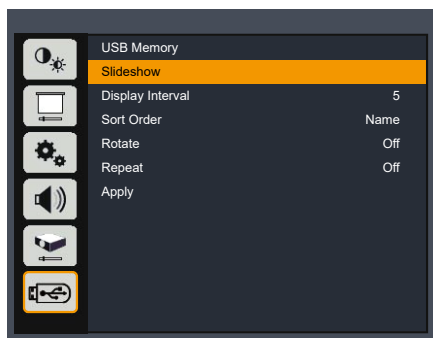 USB Memory
Slideshow
Display Interval 5
Sort Order Name
Rotate Off
Repeat Off
Apply